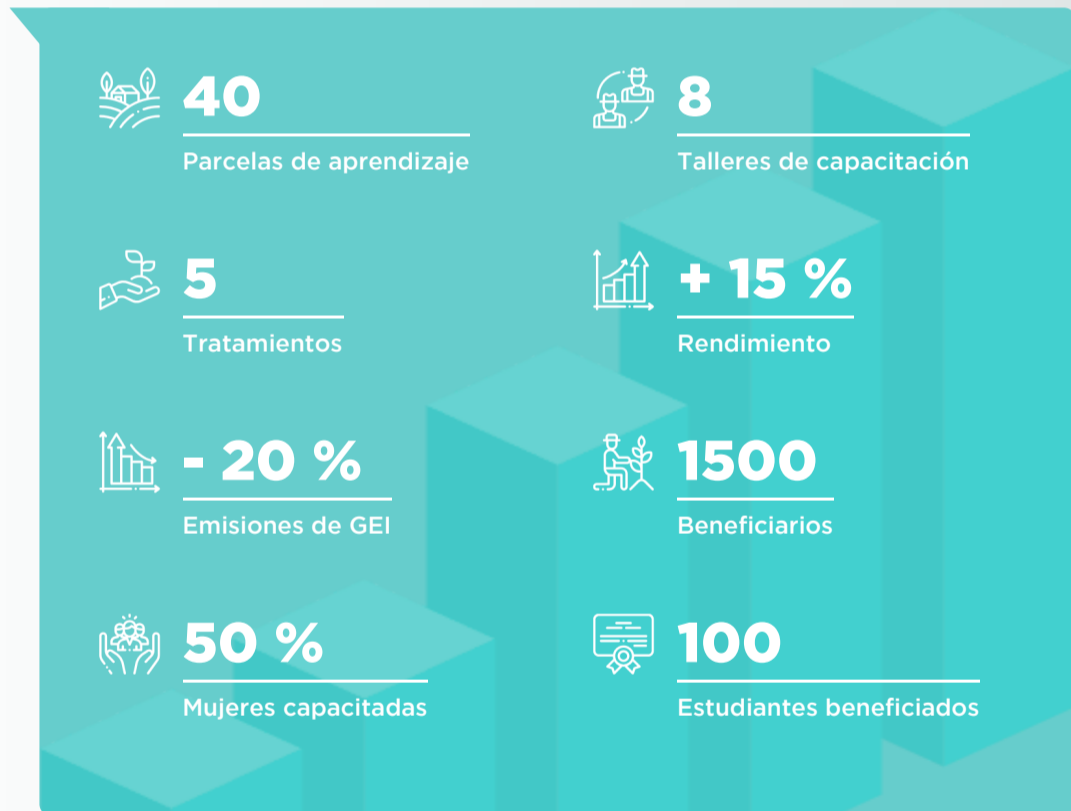 40
Parcelas de aprendizaje
8
Talleres de capacitación
5
Tratamientos
+ 15 %
Rendimiento
- 20 %
Emisiones de GEI
1500
Beneficiarios
50 %
Mujeres capacitadas
100
Estudiantes beneficiados